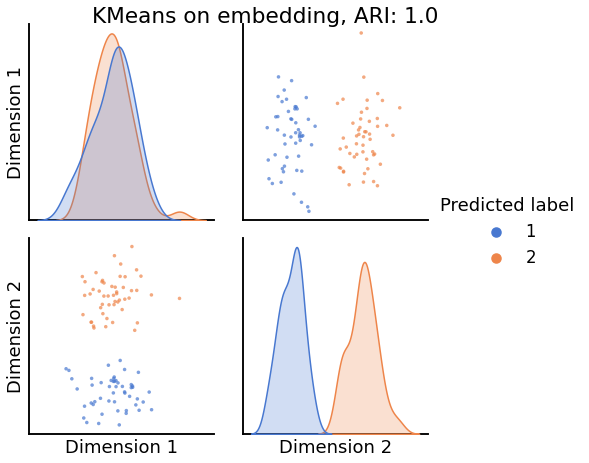 KMeans on embedding, ARI: 1.0
Dimension 1
Predicted label
1
2
Dimension 2
Dimension 1
Dimension 2